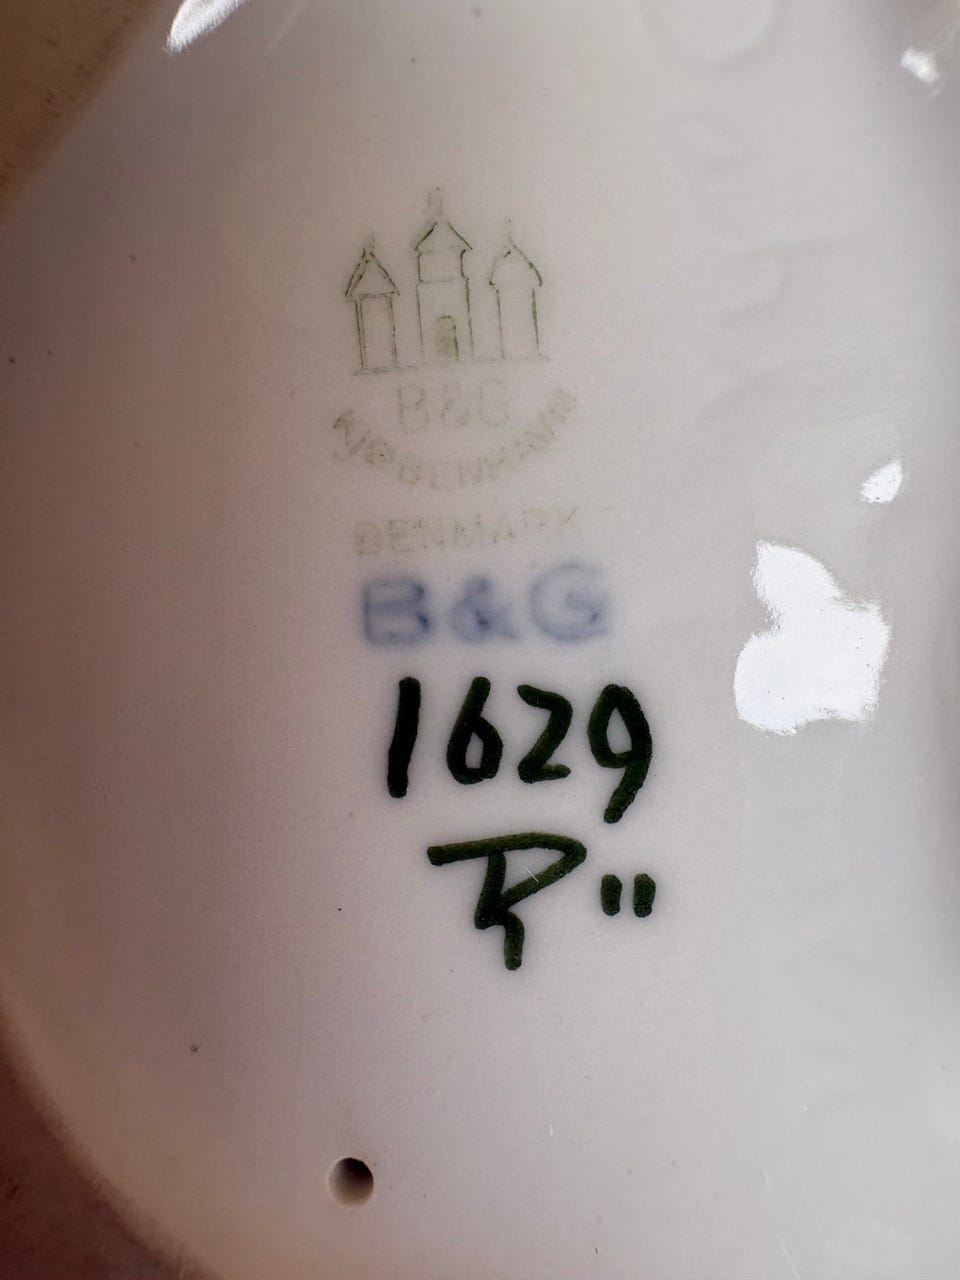 B&G
KJØBENHAVN
DENMARK
B&G
1629
R"